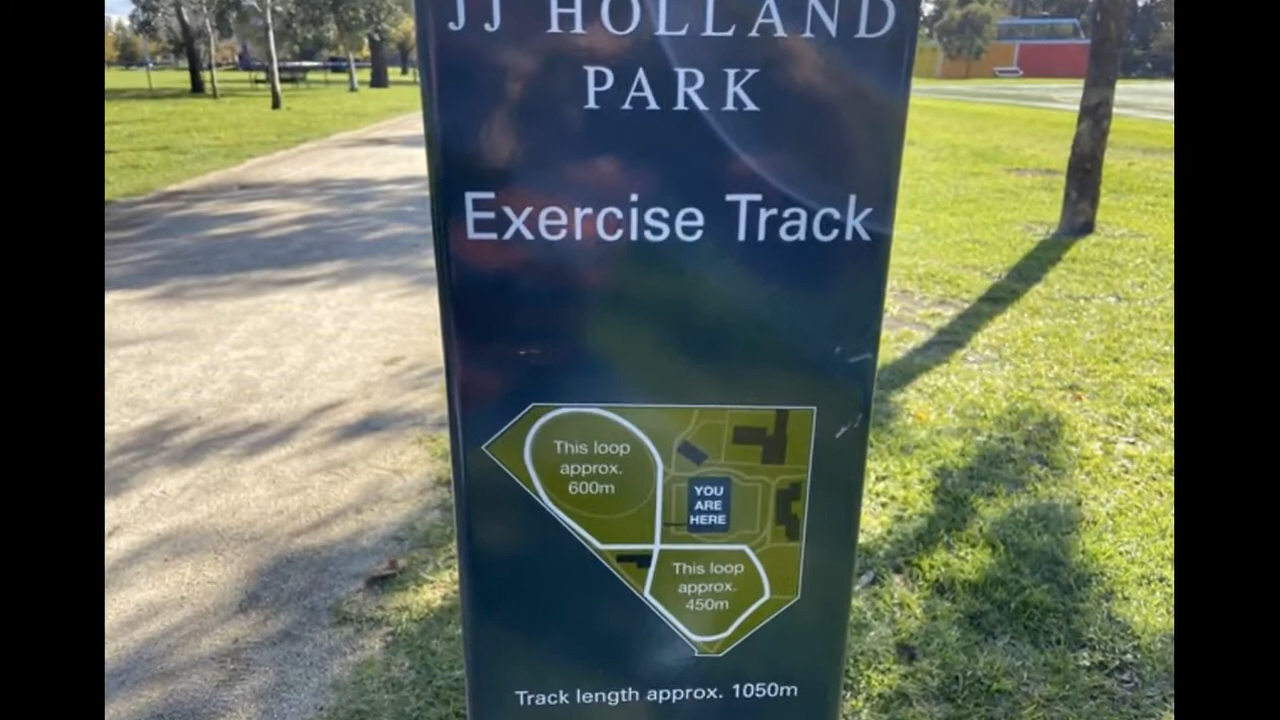 JJ HOLLAND
PARK
Exercise Track
This loop
approx.
600m
YOU
ARE
HERE
This loop
approx.
450m
Track length approx. 1050m